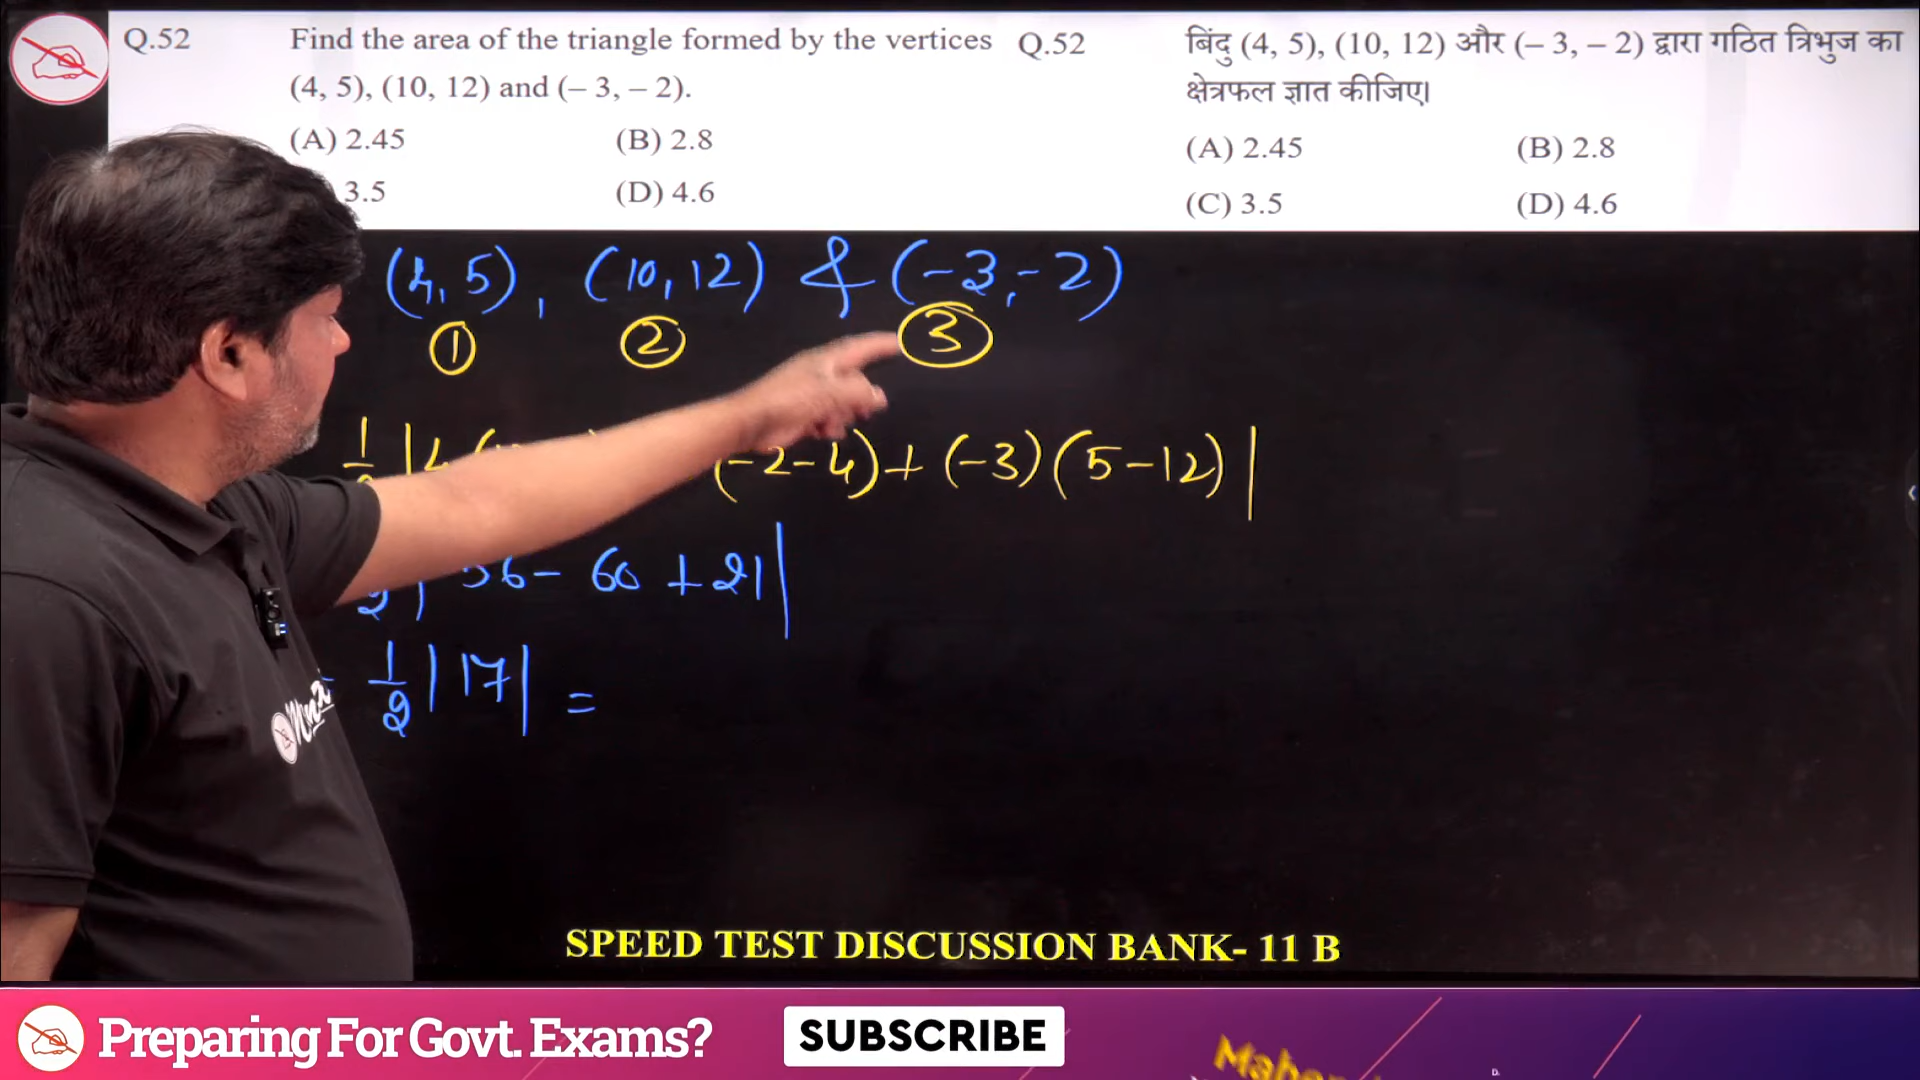 Q.52 Find the area of the triangle formed by the vertices
(4, 5), (10, 12) and (– 3, – 2).
(A) 2.45 (B) 2.8
3.5 (D) 4.6
Q.52 बिंदु (4, 5), (10, 12) और (– 3, – 2) द्वारा गठित त्रिभुज का
क्षेत्रफल ज्ञात कीजिए।
(A) 2.45 (B) 2.8
(C) 3.5 (D) 4.6
(4, 5), (10, 12) & (-3, -2)
1 2 3
(-2-4)+(-3)(5-12)|
56- 60 +21|
1/2 |17| =
SPEED TEST DISCUSSION BANK- 11 B
Preparing For Govt. Exams? SUBSCRIBE